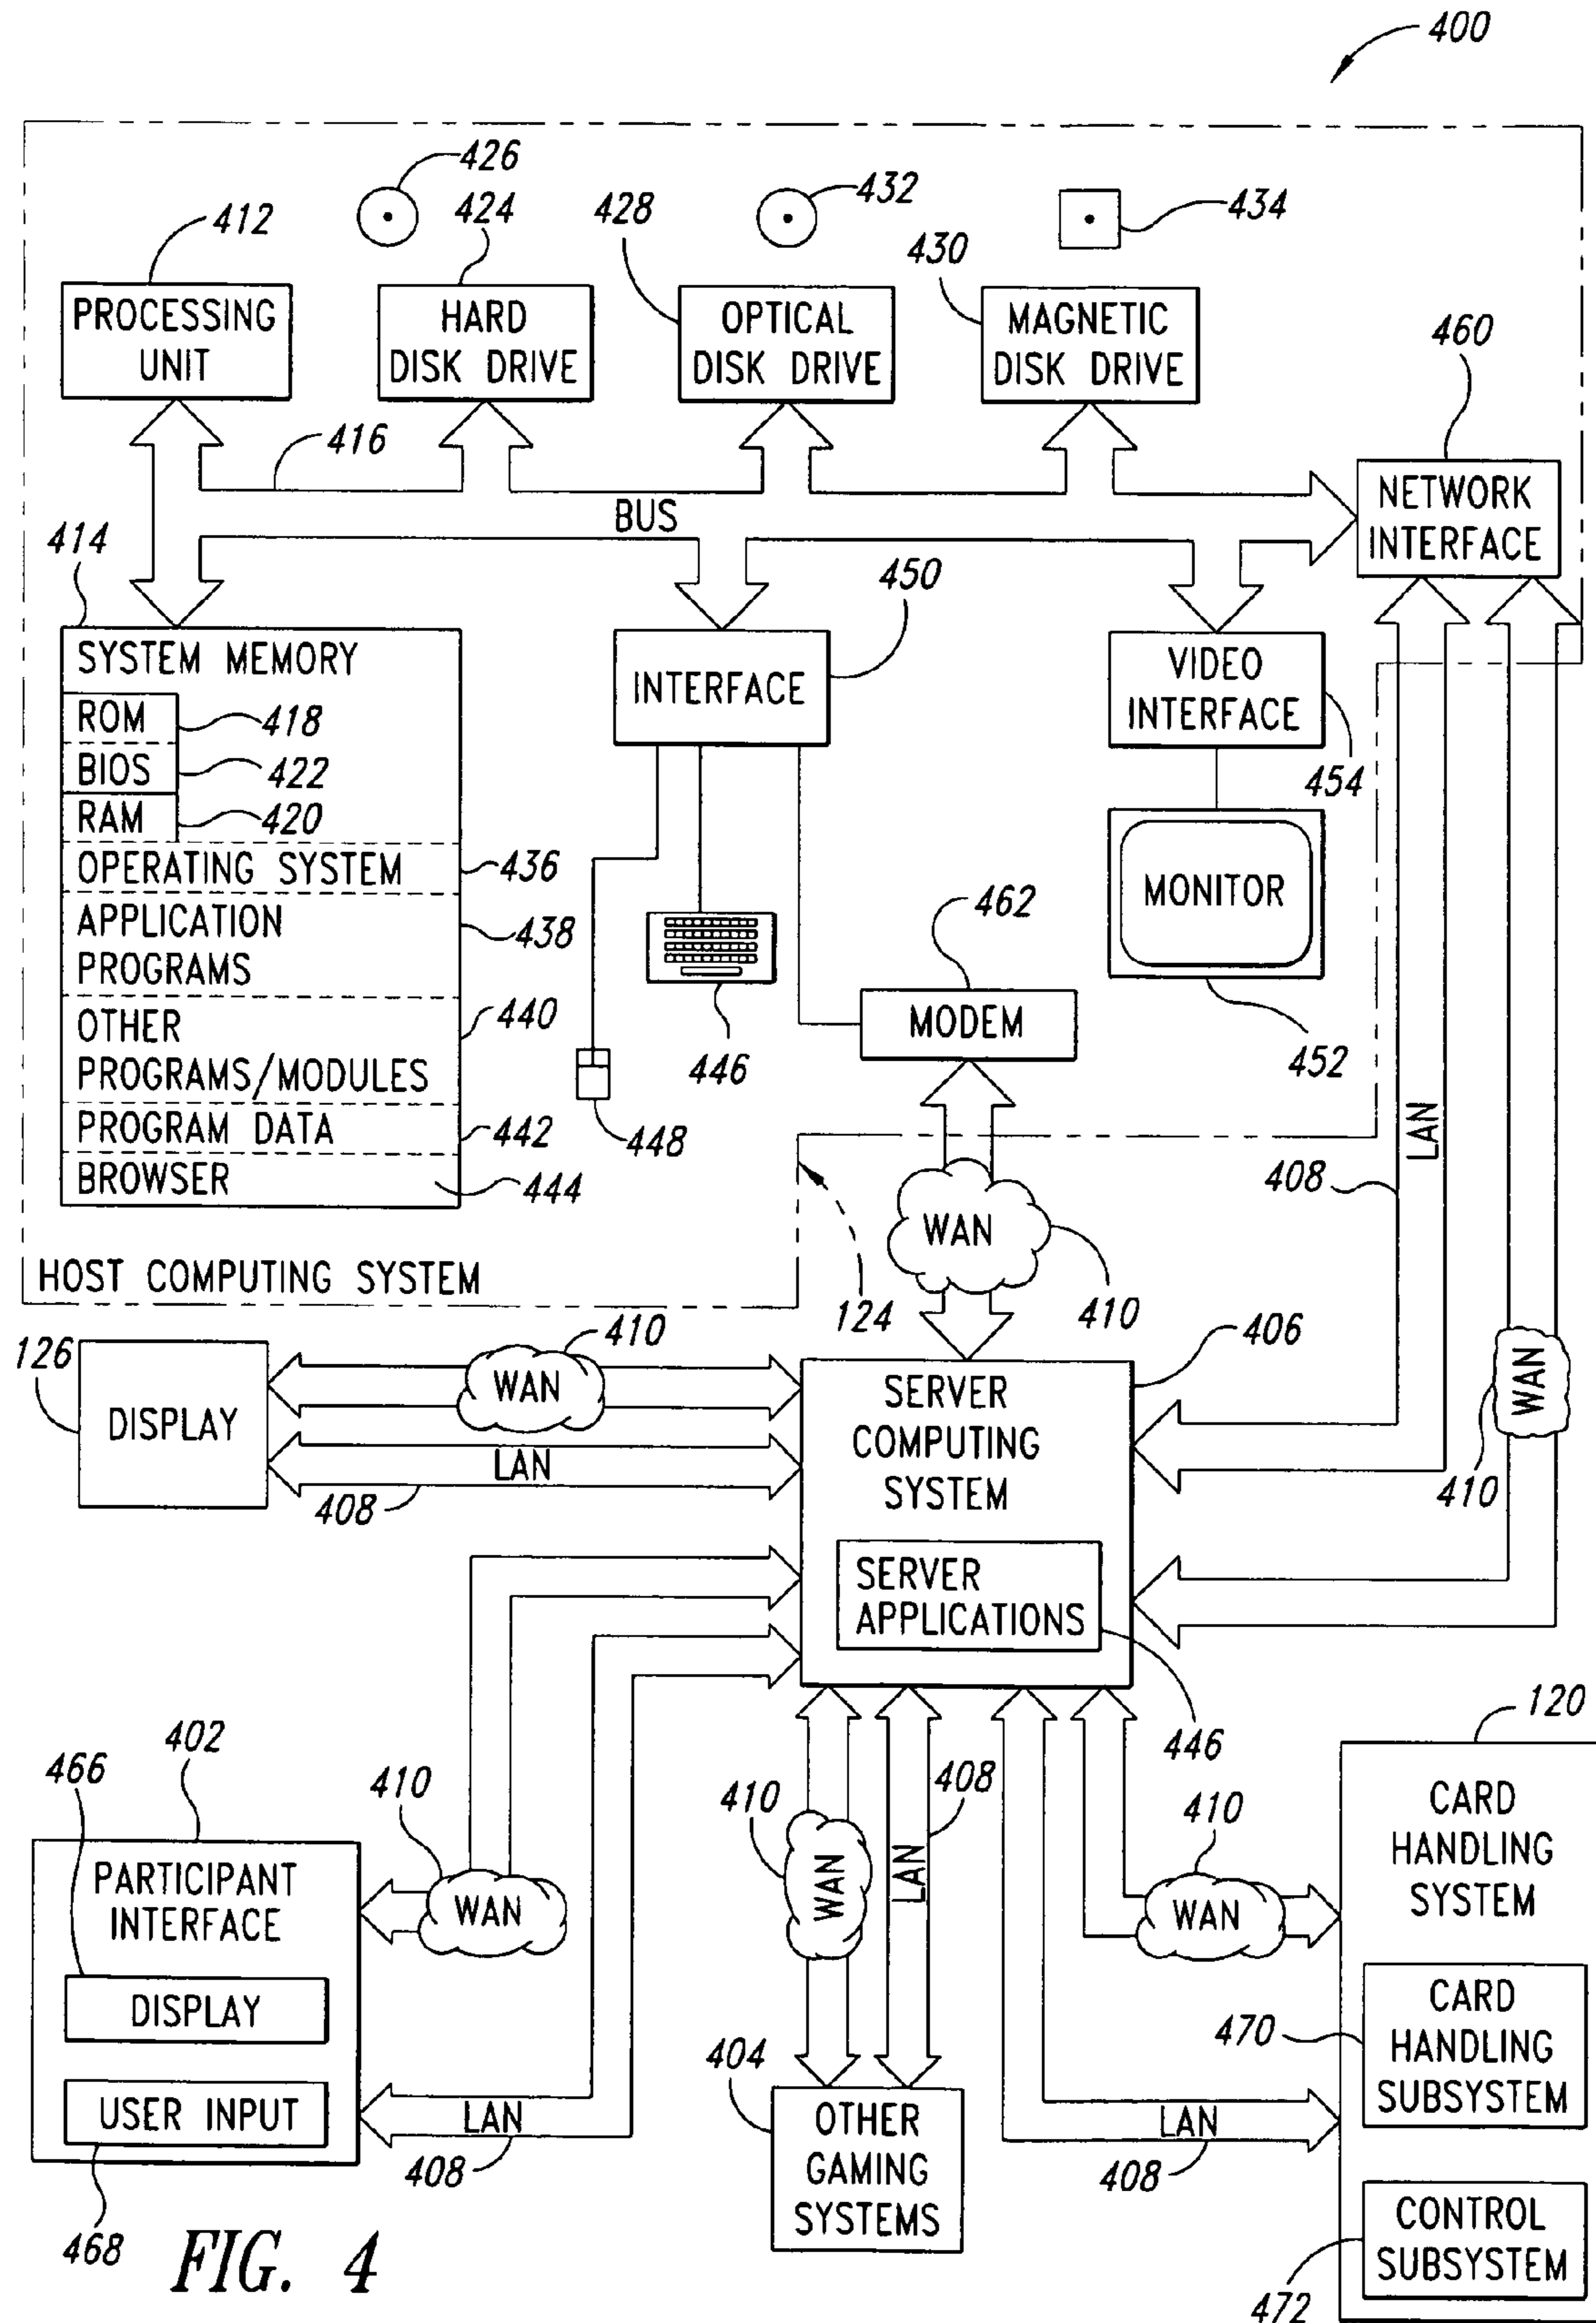 400
426
424
428
432
434
412
430
PROCESSING
UNIT
HARD
DISK DRIVE
OPTICAL
DISK DRIVE
MAGNETIC
DISK DRIVE
460
416
BUS
NETWORK
INTERFACE
414
450
SYSTEM MEMORY
ROM
418
BIOS
422
RAM
420
OPERATING SYSTEM
436
APPLICATION
PROGRAMS
438
OTHER
PROGRAMS/MODULES
440
PROGRAM DATA
442
BROWSER
444
INTERFACE
VIDEO
INTERFACE
454
MONITOR
452
462
MODEM
446
448
LAN
408
WAN
410
WAN
410
124
HOST COMPUTING SYSTEM
126
DISPLAY
410
WAN
LAN
408
406
SERVER
COMPUTING
SYSTEM
SERVER
APPLICATIONS
446
402
466
PARTICIPANT
INTERFACE
DISPLAY
USER INPUT
468
410
WAN
LAN
408
410
WAN
408
LAN
404
OTHER
GAMING
SYSTEMS
410
WAN
LAN
408
120
CARD
HANDLING
SYSTEM
CARD
HANDLING
SUBSYSTEM
470
CONTROL
SUBSYSTEM
472
FIG. 4